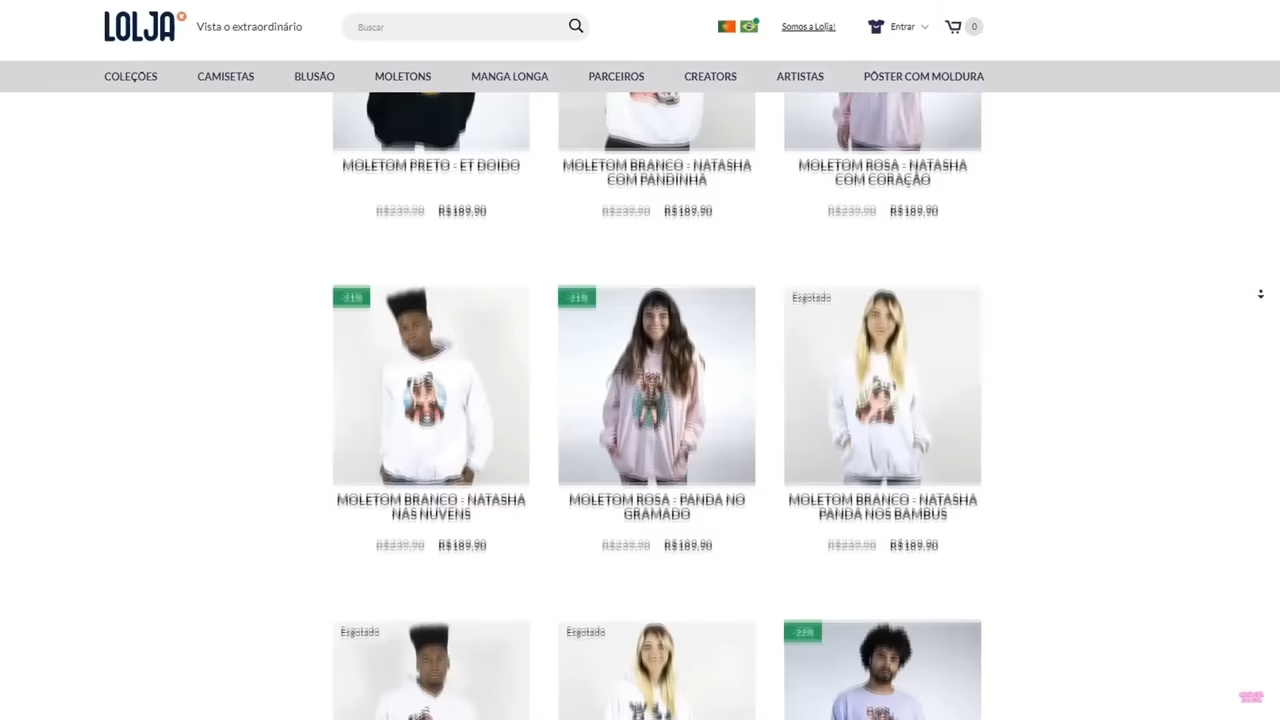 LOLJA
Vista o extraordinário
Buscar
Somos a Lolja!
Entrar
0
COLEÇÕES CAMISETAS BLUSÃO MOLETONS MANGA LONGA PARCEIROS CREATORS ARTISTAS PÔSTER COM MOLDURA
MOLETOM PRETO - ET DOIDO
MOLETOM BRANCO - NATASHA
COM PANDINHA
MOLETOM ROSA - NATASHA
COM CORAÇÃO
R$239,90 R$189,90
R$239,90 R$189,90
R$239,90 R$189,90
-21%
-21%
Esgotado
MOLETOM BRANCO - NATASHA
NAS NUVENS
MOLETOM ROSA - PANDA NO
GRAMADO
MOLETOM BRANCO - NATASHA
PANDA NOS BAMBUS
R$239,90 R$189,90
R$239,90 R$189,90
R$239,90 R$189,90
Esgotado
Esgotado
-22%